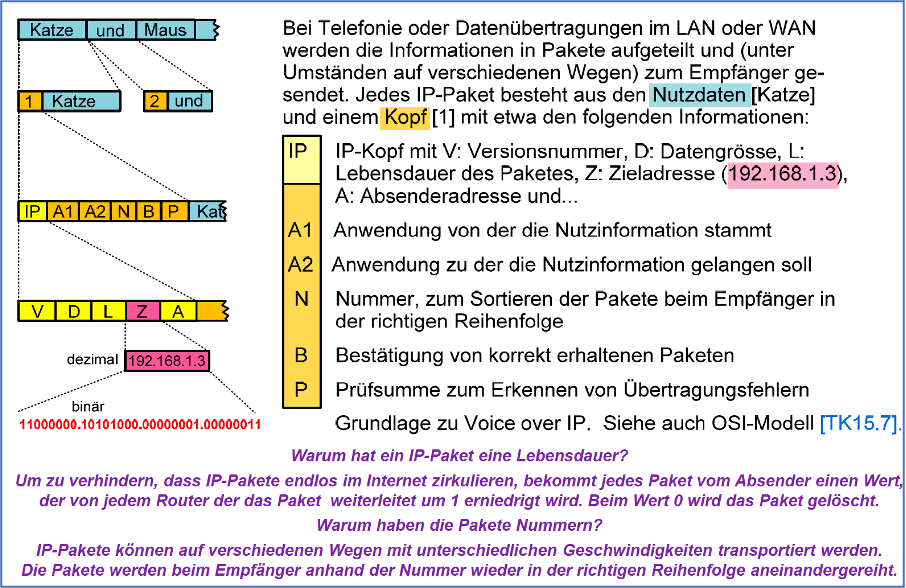 Katze und Maus
1 Katze 2 und
IP A1 A2 N B P Kat
V D L Z A
dezimal 192.168.1.3
binär
11000000.10101000.00000001.00000011
Bei Telefonie oder Datenübertragungen im LAN oder WAN
werden die Informationen in Pakete aufgeteilt und (unter
Umständen auf verschiedenen Wegen) zum Empfänger ge-
sendet. Jedes IP-Paket besteht aus den Nutzdaten [Katze]
und einem Kopf [1] mit etwa den folgenden Informationen:
IP IP-Kopf mit V: Versionsnummer, D: Datengrösse, L:
Lebensdauer des Paketes, Z: Zieladresse (192.168.1.3),
A: Absenderadresse und...
A1 Anwendung von der die Nutzinformation stammt
A2 Anwendung zu der die Nutzinformation gelangen soll
N Nummer, zum Sortieren der Pakete beim Empfänger in
der richtigen Reihenfolge
B Bestätigung von korrekt erhaltenen Paketen
P Prüfsumme zum Erkennen von Übertragungsfehlern
Grundlage zu Voice over IP. Siehe auch OSI-Modell [TK15.7].
Warum hat ein IP-Paket eine Lebensdauer?
Um zu verhindern, dass IP-Pakete endlos im Internet zirkulieren, bekommt jedes Paket vom Absender einen Wert,
der von jedem Router der das Paket weiterleitet um 1 erniedrigt wird. Beim Wert 0 wird das Paket gelöscht.
Warum haben die Pakete Nummern?
IP-Pakete können auf verschiedenen Wegen mit unterschiedlichen Geschwindigkeiten transportiert werden.
Die Pakete werden beim Empfänger anhand der Nummer wieder in der richtigen Reihenfolge aneinandergereiht.